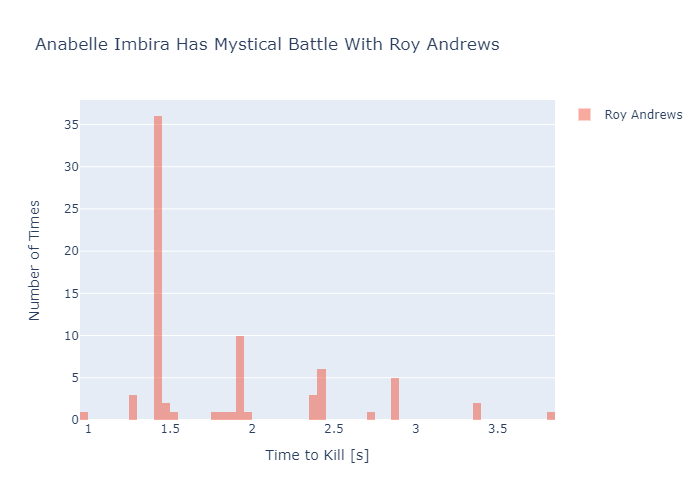 Anabelle Imbira Has Mystical Battle With Roy Andrews
Roy Andrews
35
30
25
20
15
10
5
0
Number of Times
1 1.5 2 2.5 3 3.5
Time to Kill [s]